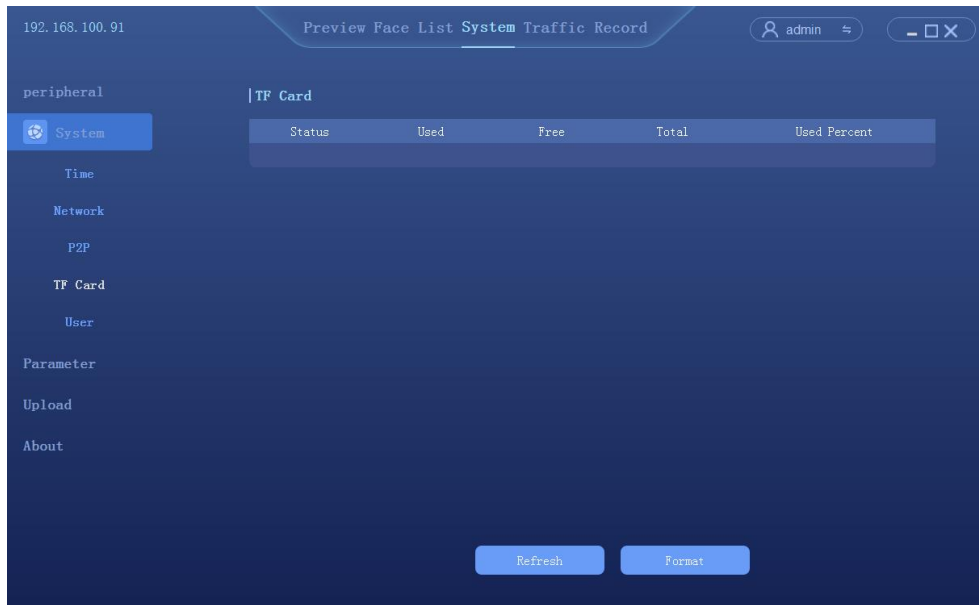 192.168.100.91
Preview Face List System Traffic Record
admin
peripheral
System
Time
Network
P2P
TF Card
User
Parameter
Upload
About
TF Card
Status Used Free Total Used Percent
Refresh Format